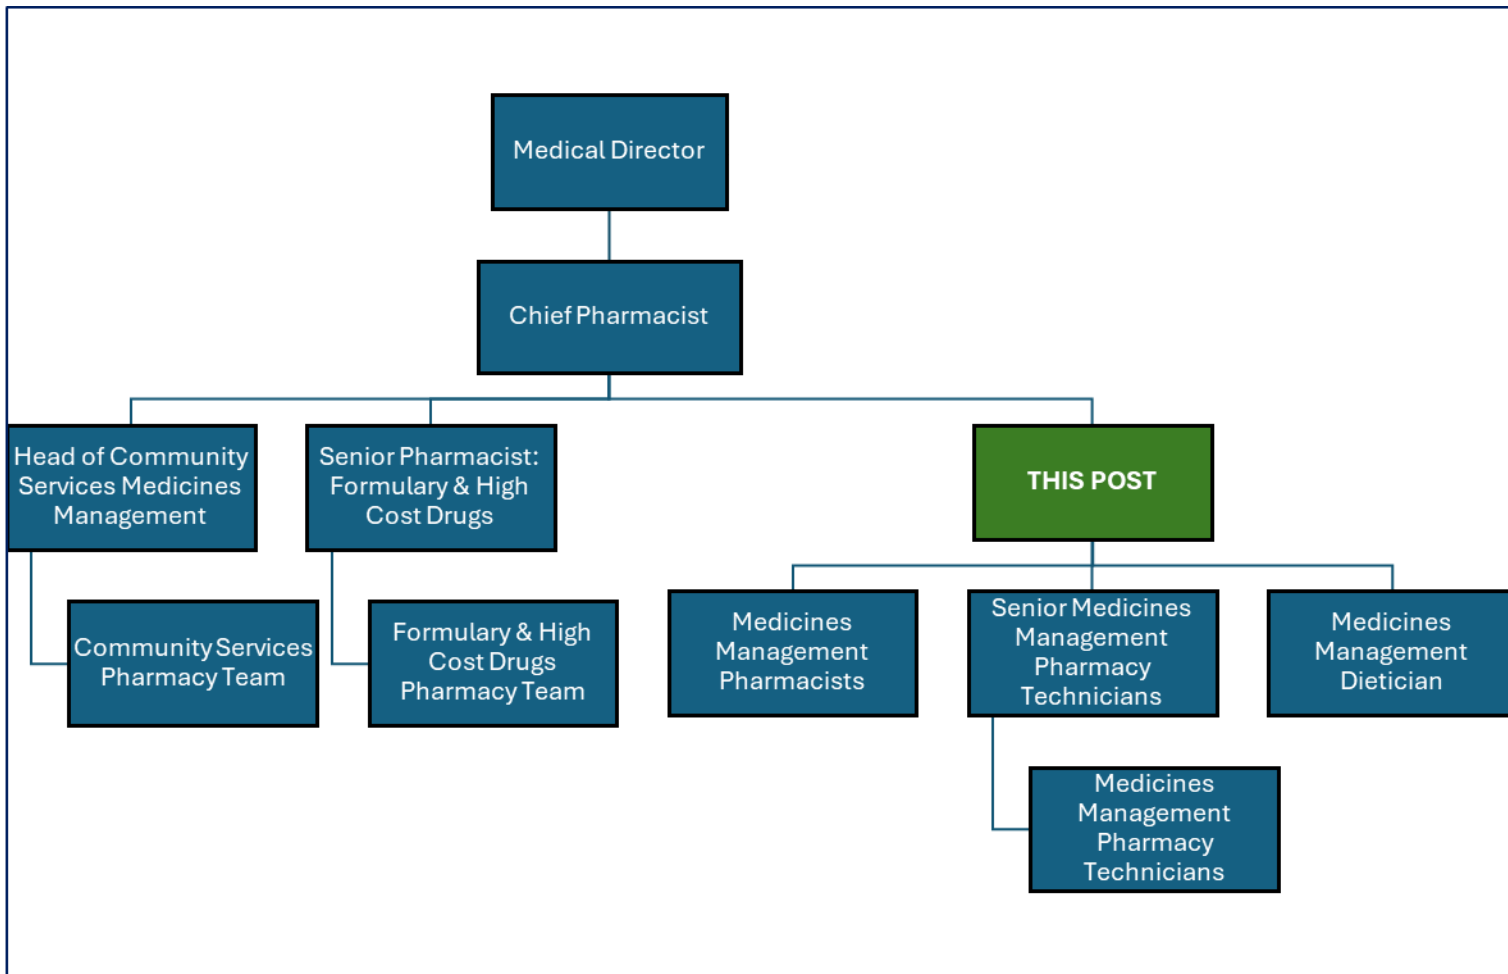 Medical Director
Chief Pharmacist
Head of Community
Services Medicines
Management
Senior Pharmacist:
Formulary & High
Cost Drugs
THIS POST
Community Services
Pharmacy Team
Formulary & High
Cost Drugs
Pharmacy Team
Medicines
Management
Pharmacists
Senior Medicines
Management
Pharmacy
Technicians
Medicines
Management
Dietician
Medicines
Management
Pharmacy
Technicians